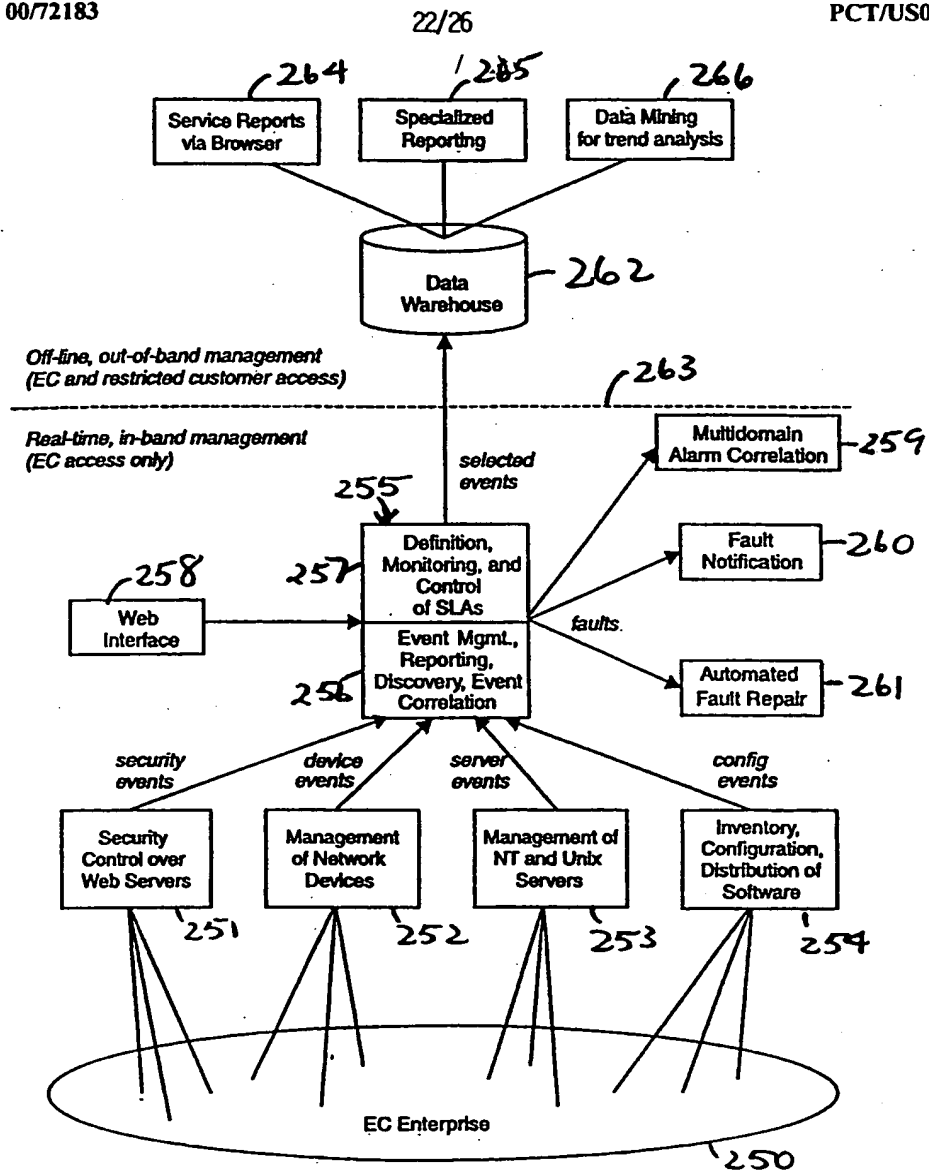 00/72183
22/26
PCT/US0
264
265
266
Service Reports
via Browser
Specialized
Reporting
Data Mining
for trend analysis
Data
Warehouse
262
Off-line, out-of-band management
(EC and restricted customer access)
263
Real-time, in-band management
(EC access only)
selected
events
Multidomain
Alarm Correlation
259
255
257
Definition,
Monitoring, and
Control
of SLAs
Fault
Notification
260
258
Web
Interface
faults.
256
Event Mgmt.,
Reporting,
Discovery, Event
Correlation
Automated
Fault Repair
261
security
events
device
events
server
events
config
events
Security
Control over
Web Servers
Management
of Network
Devices
Management of
NT and Unix
Servers
Inventory,
Configuration,
Distribution of
Software
251
252
253
254
EC Enterprise
250